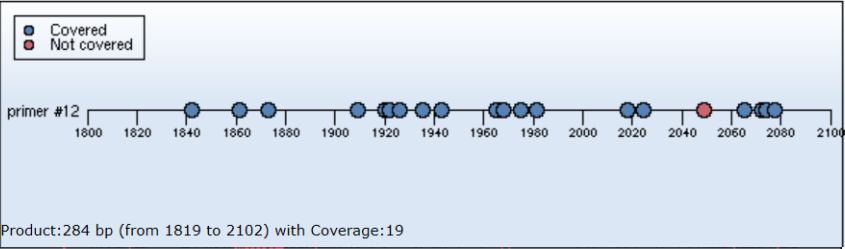 Covered
Not covered
primer #12
1800 1820 1840 1860 1880 1900 1920 1940 1960 1980 2000 2020 2040 2060 2080 2100
Product:284 bp (from 1819 to 2102) with Coverage:19